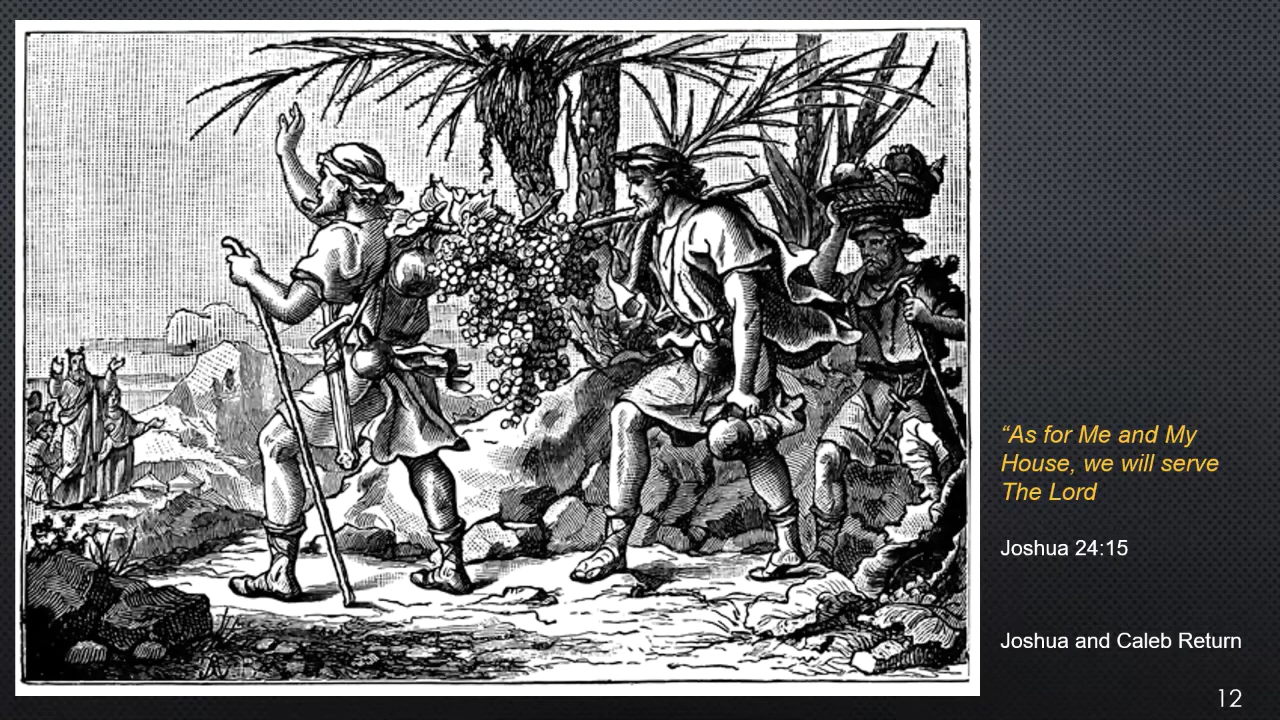 “As for Me and My
House, we will serve
The Lord
Joshua 24:15
Joshua and Caleb Return
12